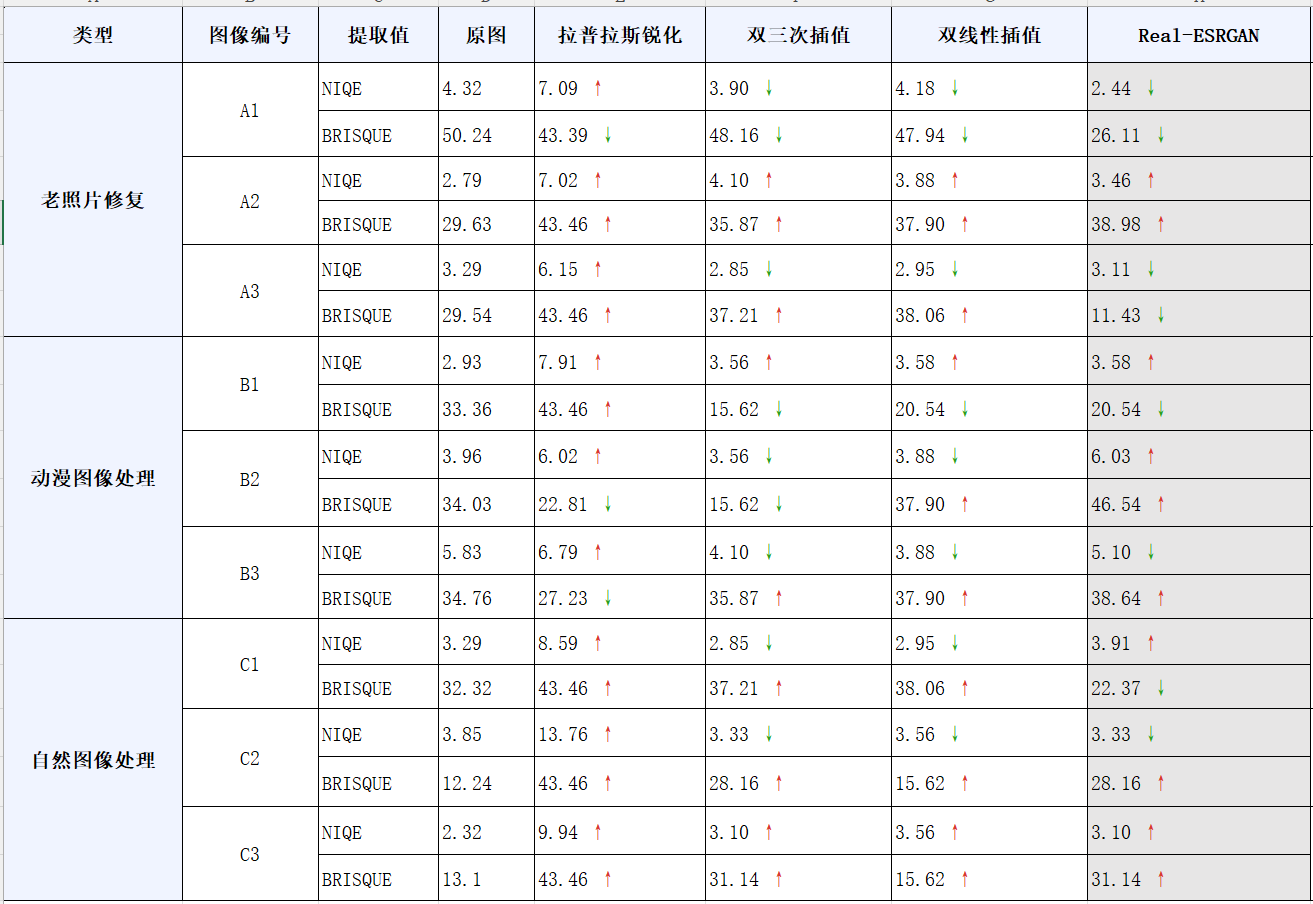 类型 图像编号 提取值 原图 拉普拉斯锐化 双三次插值 双线性插值 Real-ESRGAN
老照片修复 A1 NIQE 4.32 7.09 ↑ 3.90 ↓ 4.18 ↓ 2.44 ↓
BRISQUE 50.24 43.39 ↓ 48.16 ↓ 47.94 ↓ 26.11 ↓
A2 NIQE 2.79 7.02 ↑ 4.10 ↑ 3.88 ↑ 3.46 ↑
BRISQUE 29.63 43.46 ↑ 35.87 ↑ 37.90 ↑ 38.98 ↑
A3 NIQE 3.29 6.15 ↑ 2.85 ↓ 2.95 ↓ 3.11 ↓
BRISQUE 29.54 43.46 ↑ 37.21 ↑ 38.06 ↑ 11.43 ↓
动漫图像处理 B1 NIQE 2.93 7.91 ↑ 3.56 ↑ 3.58 ↑ 3.58 ↑
BRISQUE 33.36 43.46 ↑ 15.62 ↓ 20.54 ↓ 20.54 ↓
B2 NIQE 3.96 6.02 ↑ 3.56 ↓ 3.88 ↓ 6.03 ↑
BRISQUE 34.03 22.81 ↓ 15.62 ↓ 37.90 ↑ 46.54 ↑
B3 NIQE 5.83 6.79 ↑ 4.10 ↓ 3.88 ↓ 5.10 ↓
BRISQUE 34.76 27.23 ↓ 35.87 ↑ 37.90 ↑ 38.64 ↑
自然图像处理 C1 NIQE 3.29 8.59 ↑ 2.85 ↓ 2.95 ↓ 3.91 ↑
BRISQUE 32.32 43.46 ↑ 37.21 ↑ 38.06 ↑ 22.37 ↓
C2 NIQE 3.85 13.76 ↑ 3.33 ↓ 3.56 ↓ 3.33 ↓
BRISQUE 12.24 43.46 ↑ 28.16 ↑ 15.62 ↑ 28.16 ↑
C3 NIQE 2.32 9.94 ↑ 3.10 ↑ 3.56 ↑ 3.10 ↑
BRISQUE 13.1 43.46 ↑ 31.14 ↑ 15.62 ↑ 31.14 ↑